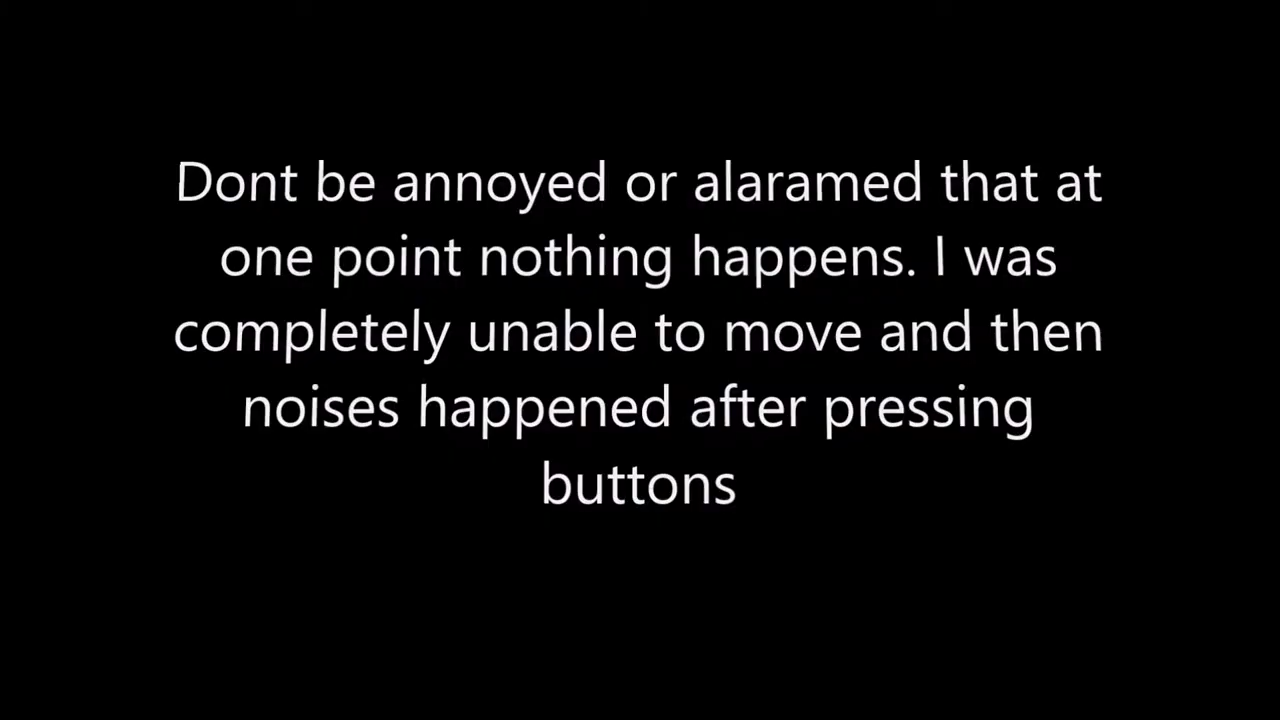 Dont be annoyed or alaramed that at
one point nothing happens. I was
completely unable to move and then
noises happened after pressing
buttons